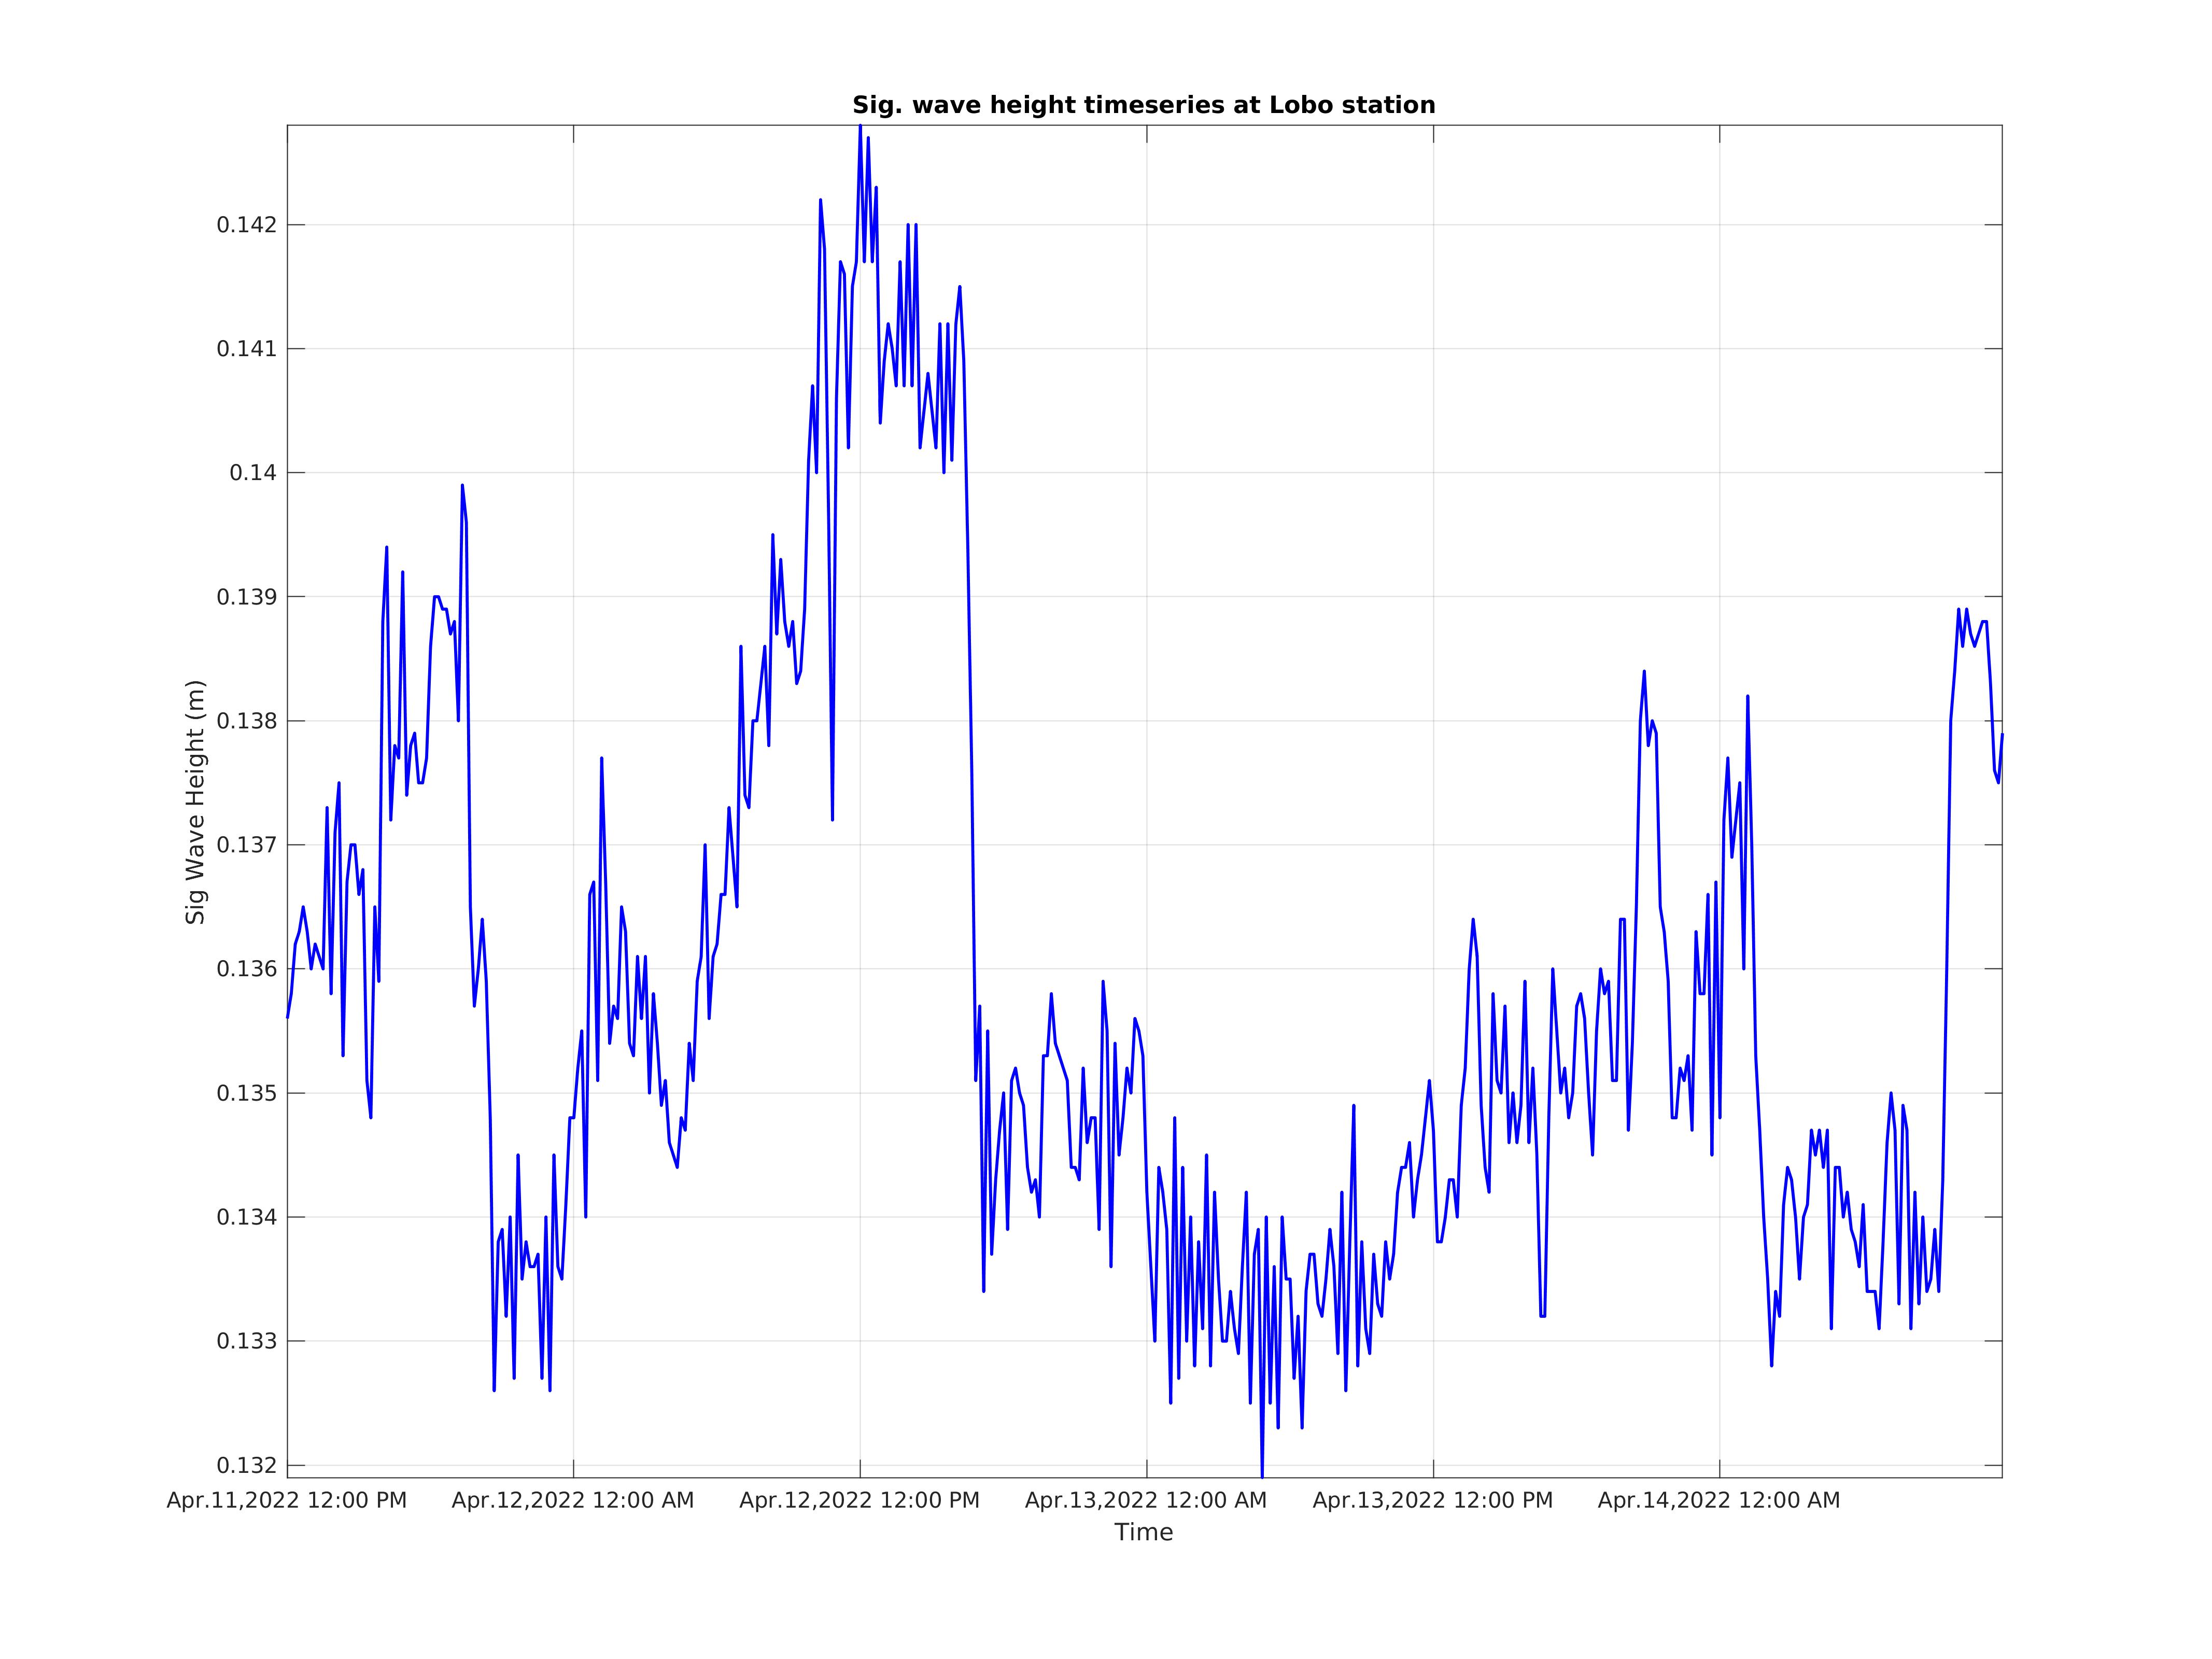 Sig. wave height timeseries at Lobo station
0.142
0.141
0.14
0.139
0.138
0.137
0.136
0.135
0.134
0.133
0.132
Sig Wave Height (m)
Apr.11,2022 12:00 PM
Apr.12,2022 12:00 AM
Apr.12,2022 12:00 PM
Apr.13,2022 12:00 AM
Apr.13,2022 12:00 PM
Apr.14,2022 12:00 AM
Time